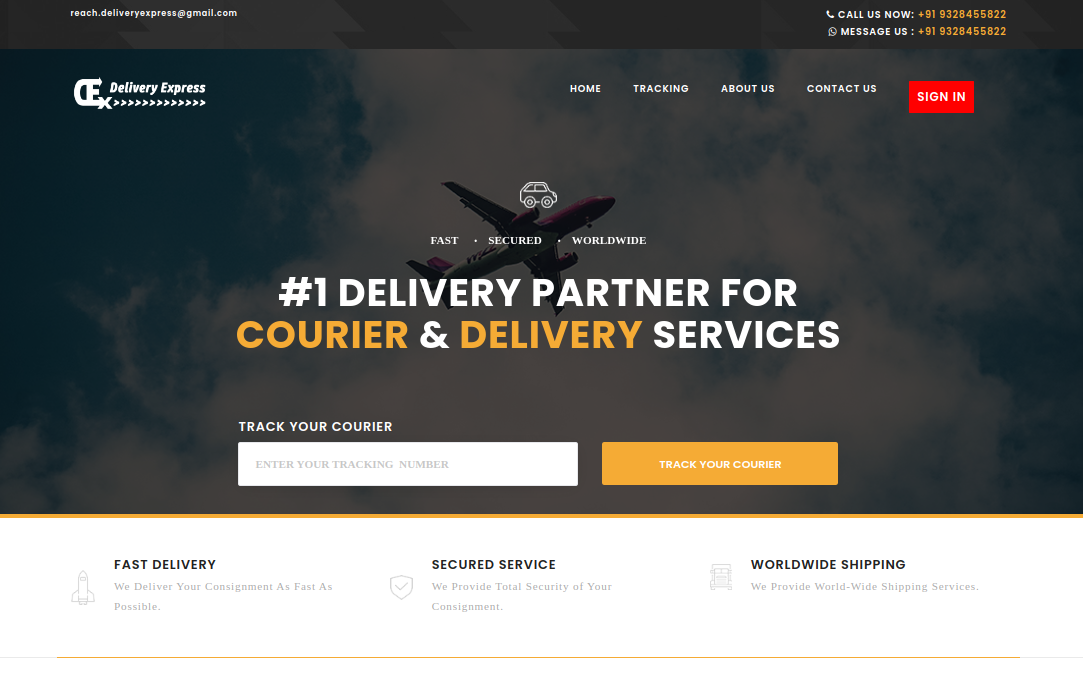 reach.deliveryexpress@gmail.com
CALL US NOW: +91 9328455822
MESSAGE US : +91 9328455822
Delivery Express
HOME TRACKING ABOUT US CONTACT US SIGN IN
FAST • SECURED • WORLDWIDE
#1 DELIVERY PARTNER FOR
COURIER & DELIVERY SERVICES
TRACK YOUR COURIER
ENTER YOUR TRACKING NUMBER
TRACK YOUR COURIER
FAST DELIVERY
We Deliver Your Consignment As Fast As
Possible.
SECURED SERVICE
We Provide Total Security of Your
Consignment.
WORLDWIDE SHIPPING
We Provide World-Wide Shipping Services.